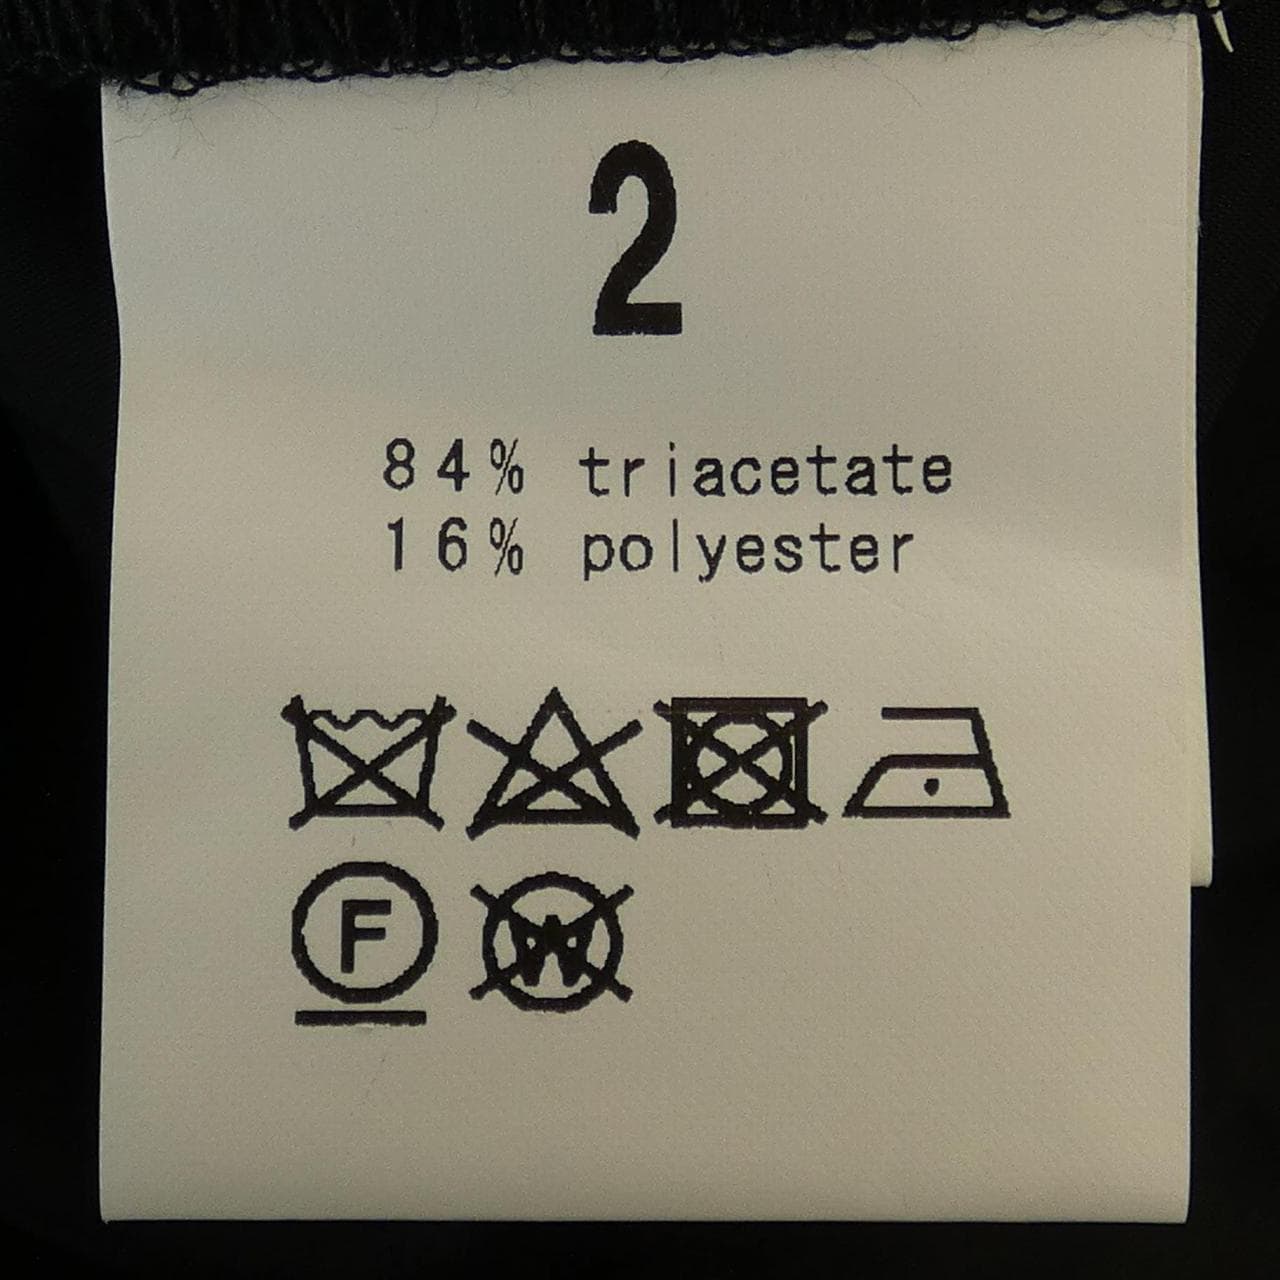 2
84% triacetate
16% polyester
F W